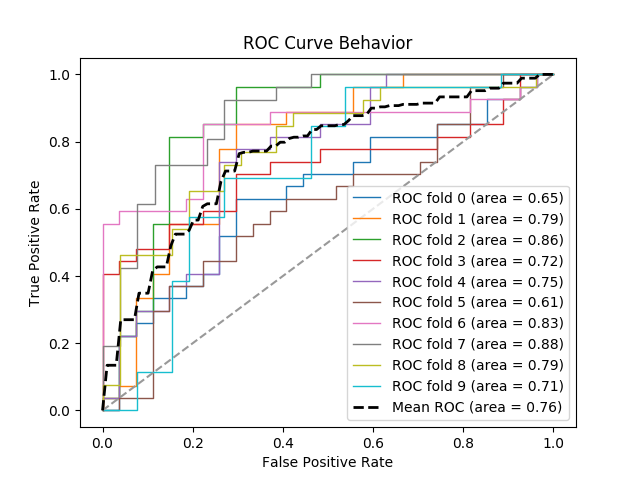 ROC Curve Behavior
True Positive Rate
1.0
0.8
0.6
0.4
0.2
0.0
ROC fold 0 (area = 0.65)
ROC fold 1 (area = 0.79)
ROC fold 2 (area = 0.86)
ROC fold 3 (area = 0.72)
ROC fold 4 (area = 0.75)
ROC fold 5 (area = 0.61)
ROC fold 6 (area = 0.83)
ROC fold 7 (area = 0.88)
ROC fold 8 (area = 0.79)
ROC fold 9 (area = 0.71)
Mean ROC (area = 0.76)
0.0 0.2 0.4 0.6 0.8 1.0
False Positive Rate